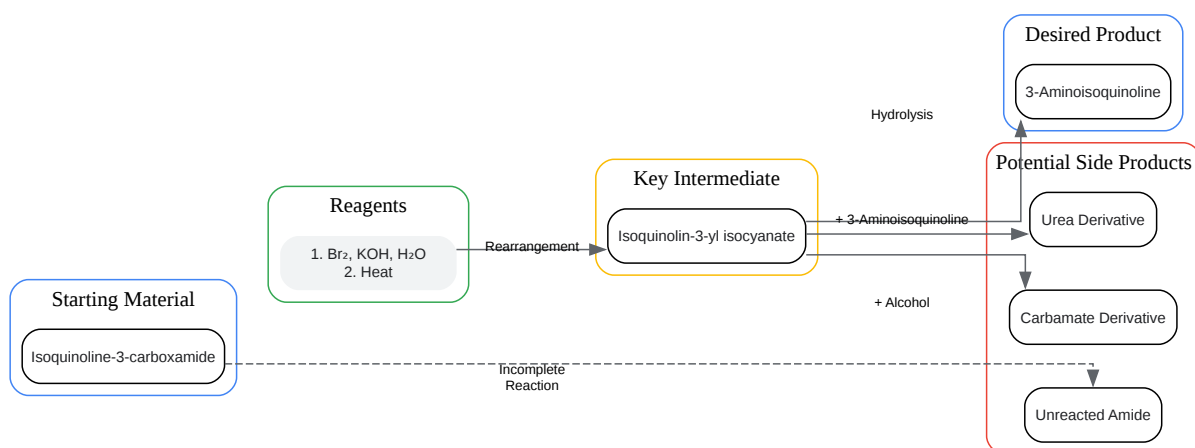 Desired Product
3-Aminoisoquinoline
Hydrolysis
Potential Side Products
Key Intermediate
Reagents
Urea Derivative
+ 3-Aminoisoquinoline
Isoquinolin-3-yl isocyanate
Rearrangement
1. Br₂, KOH, H₂O
2. Heat
Starting Material
+ Alcohol
Carbamate Derivative
Isoquinoline-3-carboxamide
Incomplete
Reaction
Unreacted Amide